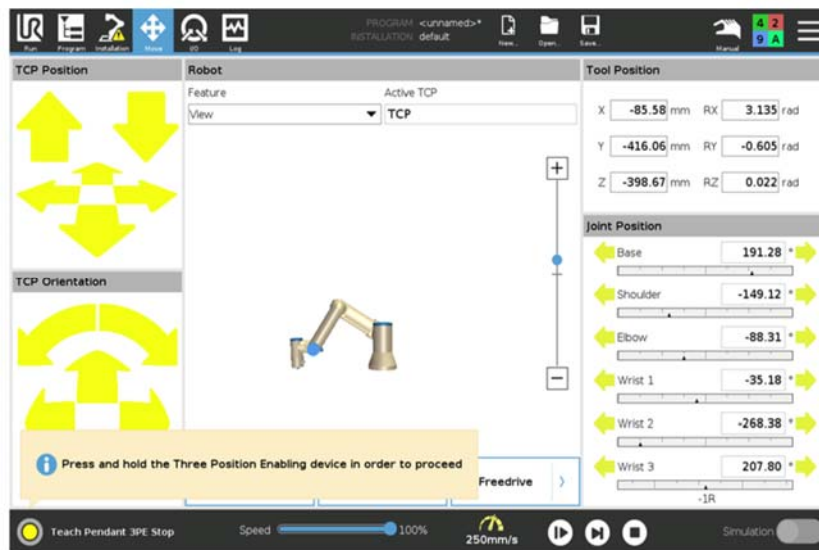 UR
Run
Program
Installation
Move
I/O
Log
PROGRAM <unnamed>*
INSTALLATION default
New...
Open...
Save...
Manual
4 2
9 A
TCP Position
Robot
Tool Position
Feature
Active TCP
View
TCP
X -85.58 mm RX 3.135 rad
Y -416.06 mm RY -0.605 rad
Z -398.67 mm RZ 0.022 rad
+
-
Joint Position
Base 191.28 °
Shoulder -149.12 °
Elbow -88.31 °
Wrist 1 -35.18 °
Wrist 2 -268.38 °
Wrist 3 207.80 °
-1R
TCP Orientation
i Press and hold the Three Position Enabling device in order to proceed
Freedrive
Teach Pendant 3PE Stop
Speed
100%
250mm/s
Simulation